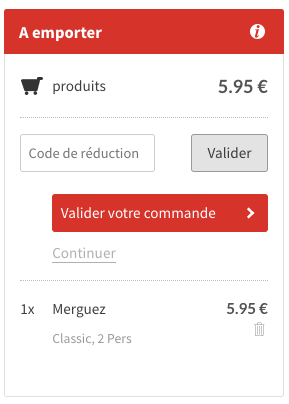 A emporter
produits 5.95 €
Code de réduction Valider
Valider votre commande
Continuer
1x Merguez 5.95 €
Classic, 2 Pers